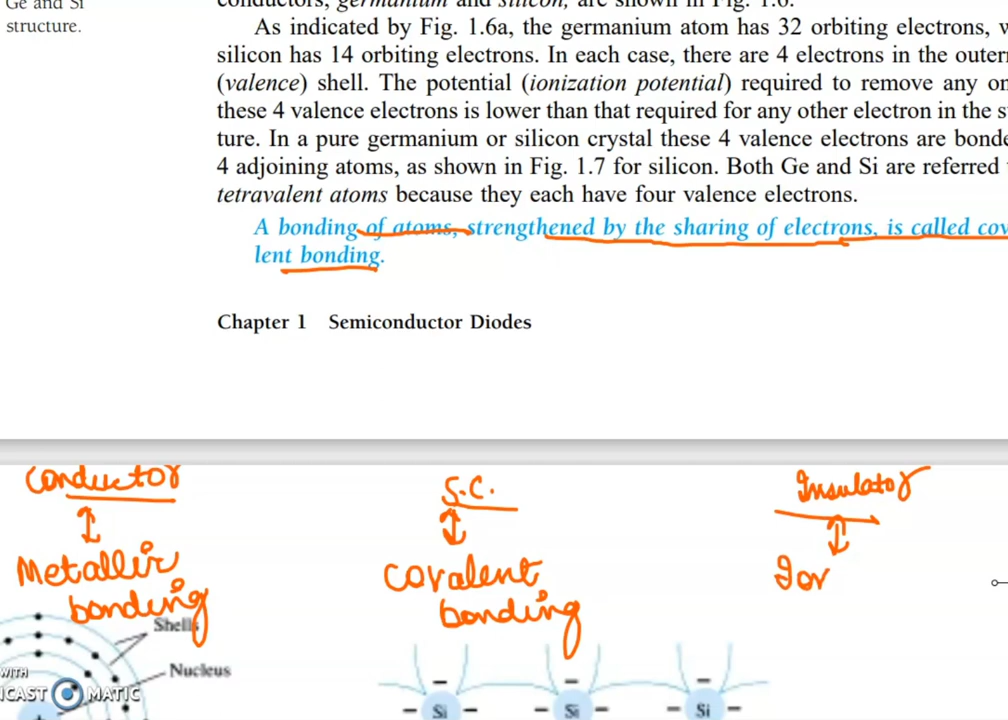 Ge and Si
structure.
conductors, germanium and silicon, are shown in Fig. 1.6.
As indicated by Fig. 1.6a, the germanium atom has 32 orbiting electrons, w
silicon has 14 orbiting electrons. In each case, there are 4 electrons in the outer
(valence) shell. The potential (ionization potential) required to remove any on
these 4 valence electrons is lower than that required for any other electron in the s
ture. In a pure germanium or silicon crystal these 4 valence electrons are bonde
4 adjoining atoms, as shown in Fig. 1.7 for silicon. Both Ge and Si are referred
tetravalent atoms because they each have four valence electrons.
A bonding of atoms, strengthened by the sharing of electrons, is called cov
lent bonding.
Chapter 1 Semiconductor Diodes
Conductor
S.C.
Insulator
Metallic
bonding
Covalent
bonding
Ion
Shells
Nucleus
WITH
NCAST MATIC
Si
Si
Si